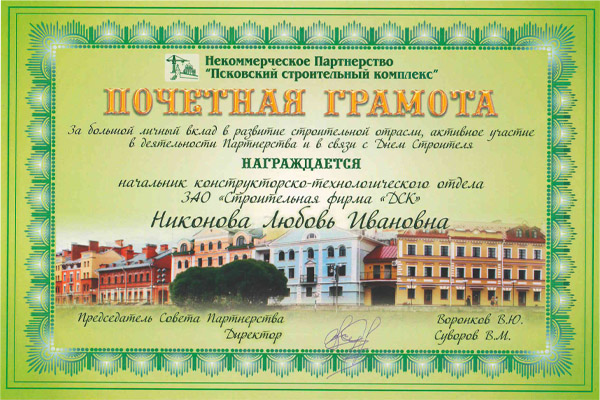 Некоммерческое Партнерство
"Псковский строительный комплекс"
ПОЧЕТНАЯ ГРАМОТА
За большой личный вклад в развитие строительной отрасли, активное участие
в деятельности Партнерства и в связи с Днем Строителя
НАГРАЖДАЕТСЯ
начальник конструкторско-технологического отдела
ЗАО «Строительная фирма «ДСК»
Никонова Любовь Ивановна
Председатель Совета Партнерства Воронков В.Ю.
Директор Суворов В.М.